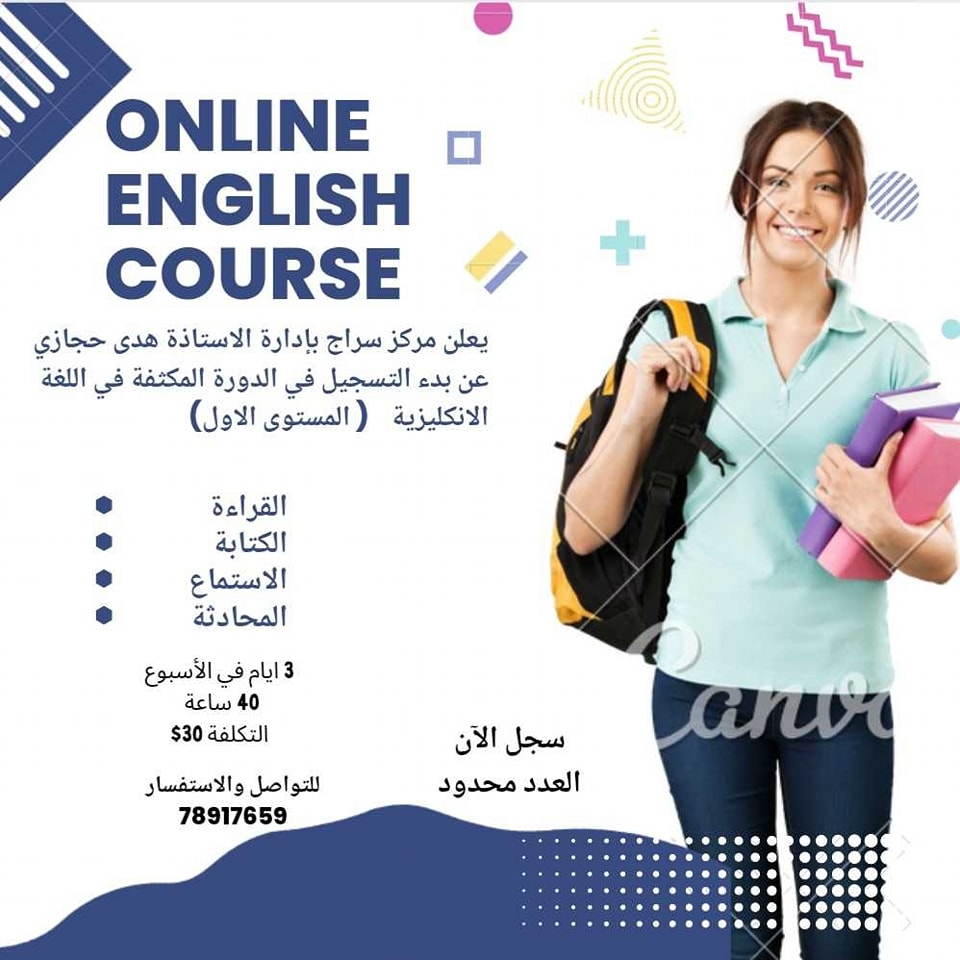 ONLINE
ENGLISH
COURSE
يعلن مركز سراج بإدارة الاستاذة هدى حجازي
عن بدء التسجيل في الدورة المكثفة في اللغة
الانكليزية ( المستوى الاول)
القراءة
الكتابة
الاستماع
المحادثة
3 ايام في الأسبوع
40 ساعة
التكلفة 30$
للتواصل والاستفسار
78917659
سجل الآن
العدد محدود
Canva